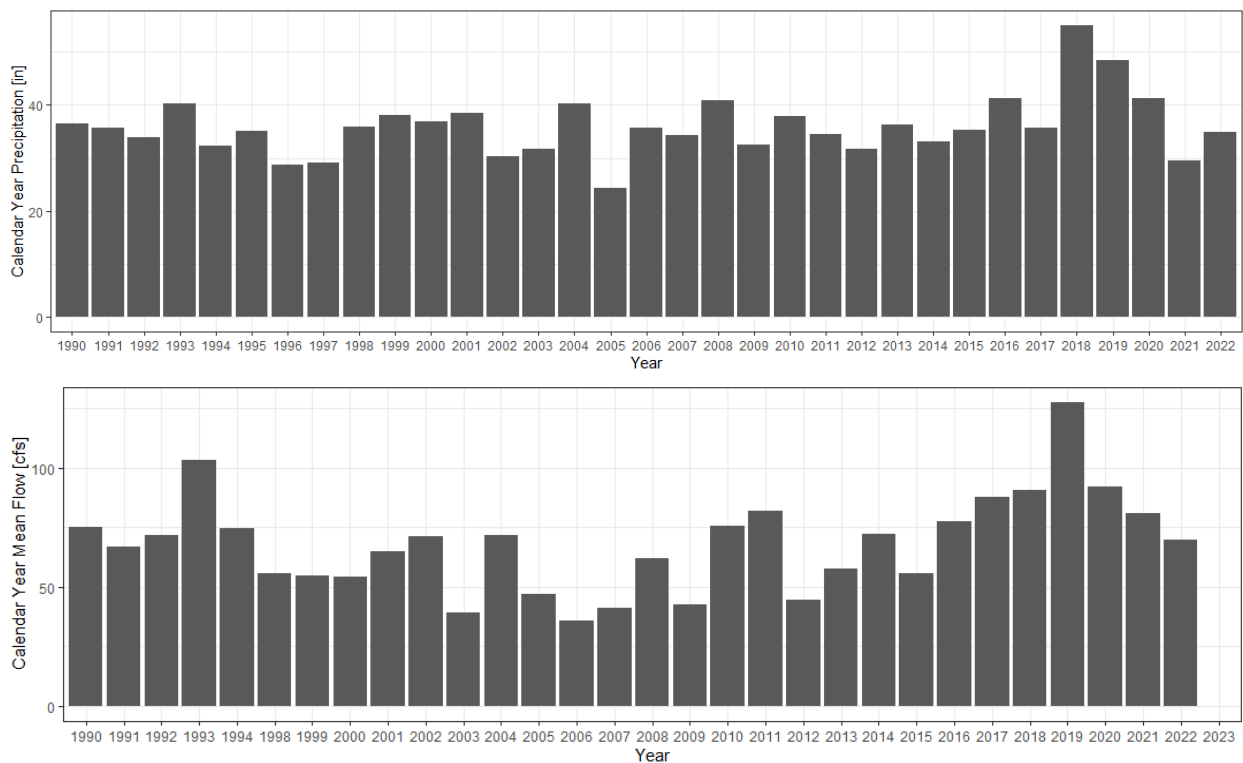 Calendar Year Precipitation [in]
40
20
0
1990 1991 1992 1993 1994 1995 1996 1997 1998 1999 2000 2001 2002 2003 2004 2005 2006 2007 2008 2009 2010 2011 2012 2013 2014 2015 2016 2017 2018 2019 2020 2021 2022
Year
Calendar Year Mean Flow [cfs]
100
50
0
1990 1991 1992 1993 1994 1998 1999 2000 2001 2002 2003 2004 2005 2006 2007 2008 2009 2010 2011 2012 2013 2014 2015 2016 2017 2018 2019 2020 2021 2022 2023
Year